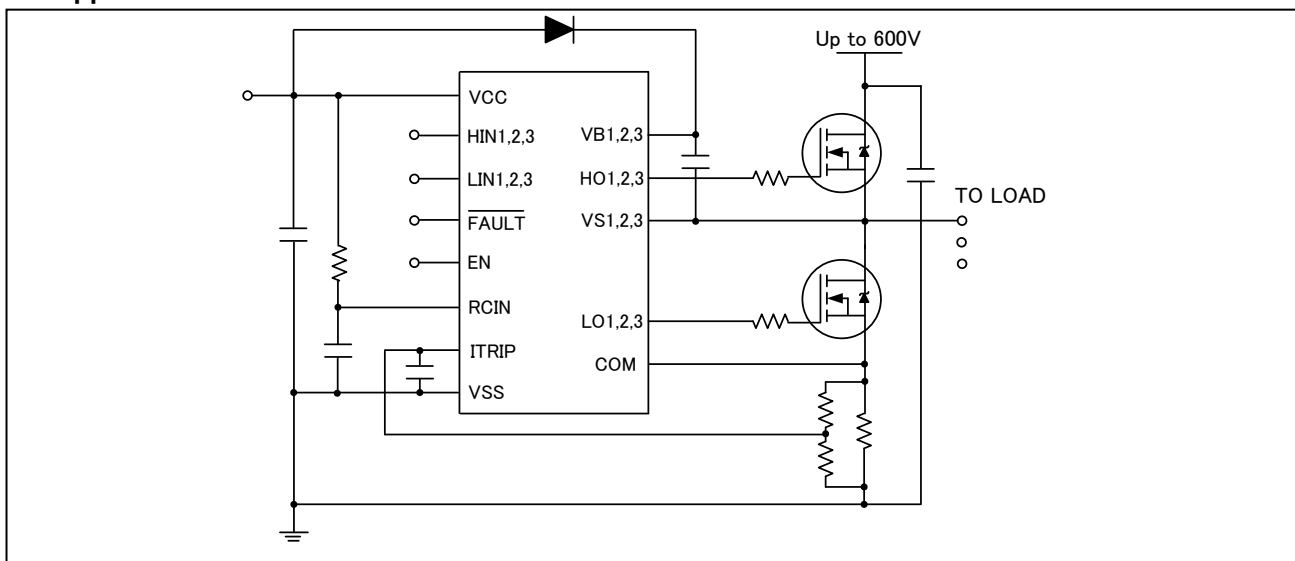 Up to 600V
VCC
HIN1,2,3
LIN1,2,3
FAULT
EN
RCIN
ITRIP
VSS
VB1,2,3
HO1,2,3
VS1,2,3
LO1,2,3
COM
TO LOAD